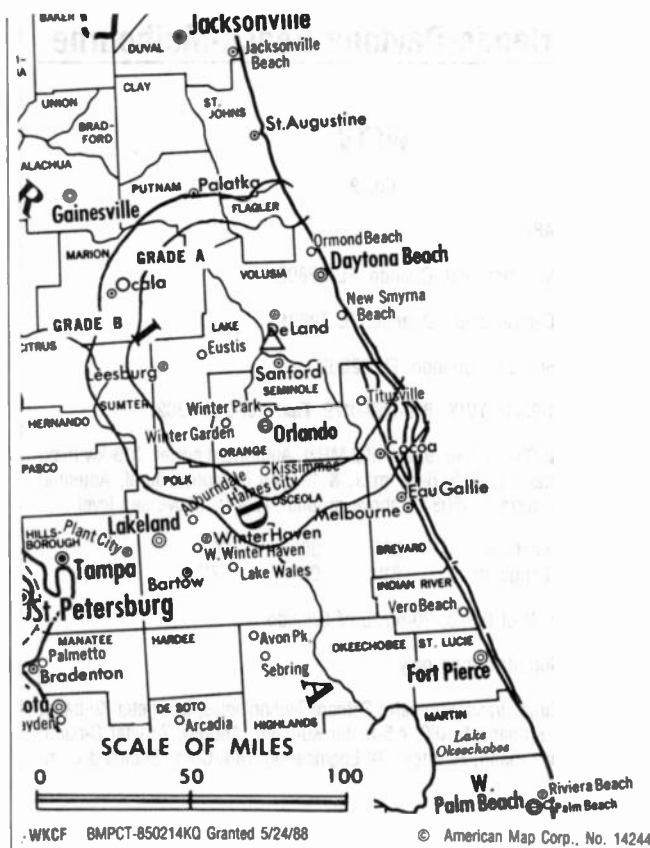 BAKER
Jacksonville
DUVAL
Jacksonville
Beach
CLAY
UNION
ST.
JOHNS
BRAD-
FORD
St. Augustine
ALACHUA
PUTNAM
Palatka
Gainesville
FLAGLER
MARION
GRADE A
Ormond Beach
Daytona Beach
VOLUSIA
Ocala
New Smyrna
Beach
GRADE B
LAKE
DeLand
CITRUS
Eustis
Leesburg
Sanford
SEMINOLE
Titusville
SUMTER
Winter Park
HERNANDO
Winter Garden
Orlando
ORANGE
Cocoa
PASCO
POLK
Kissimmee
Auburndale
Haines City
OSCEOLA
Eau Gallie
Melbourne
HILLS-
BOROUGH
Plant City
Lakeland
Winter Haven
W. Winter Haven
BREVARD
Tampa
Bartow
Lake Wales
INDIAN RIVER
St. Petersburg
Vero Beach
MANATEE
HARDEE
Avon Pk.
OKEECHOBEE
ST. LUCIE
Palmetto
Sebring
Bradenton
Fort Pierce
ota
DE SOTO
Arcadia
HIGHLANDS
MARTIN
SCALE OF MILES
Lake
Okeechobee
0 50 100
W.
Palm Beach
Riviera Beach
Palm Beach
WKCF BMPCT-850214KQ Granted 5/24/88
© American Map Corp., No. 14244